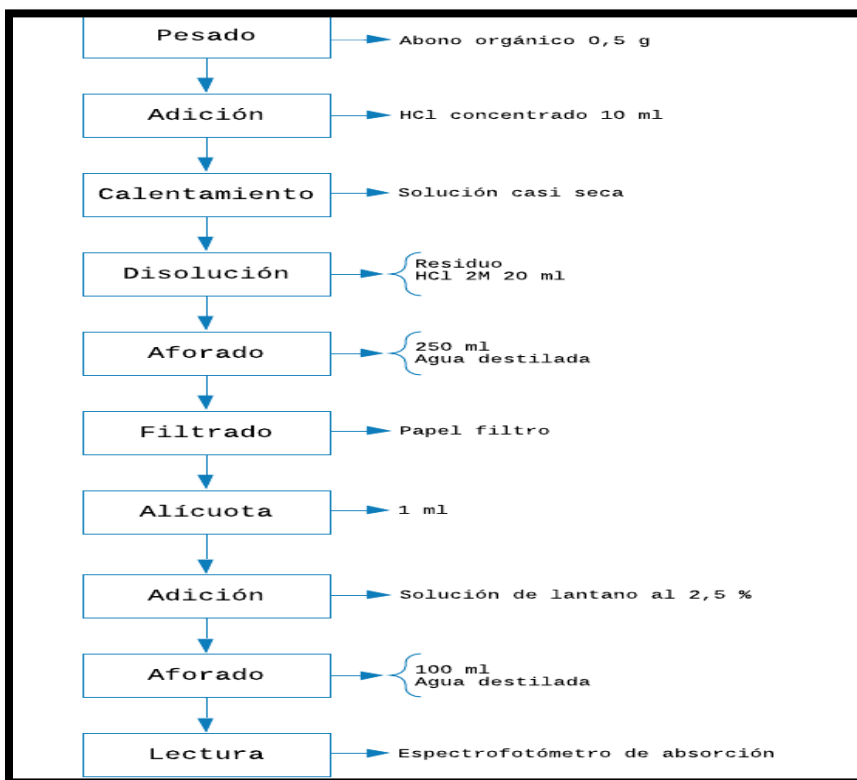 Pesado
Abono orgánico 0,5 g
Adición
HCl concentrado 10 ml
Calentamiento
Solución casi seca
Disolución
Residuo
HCl 2M 20 ml
Aforado
250 ml
Agua destilada
Filtrado
Papel filtro
Alícuota
1 ml
Adición
Solución de lantano al 2,5 %
Aforado
100 ml
Agua destilada
Lectura
Espectrofotómetro de absorción